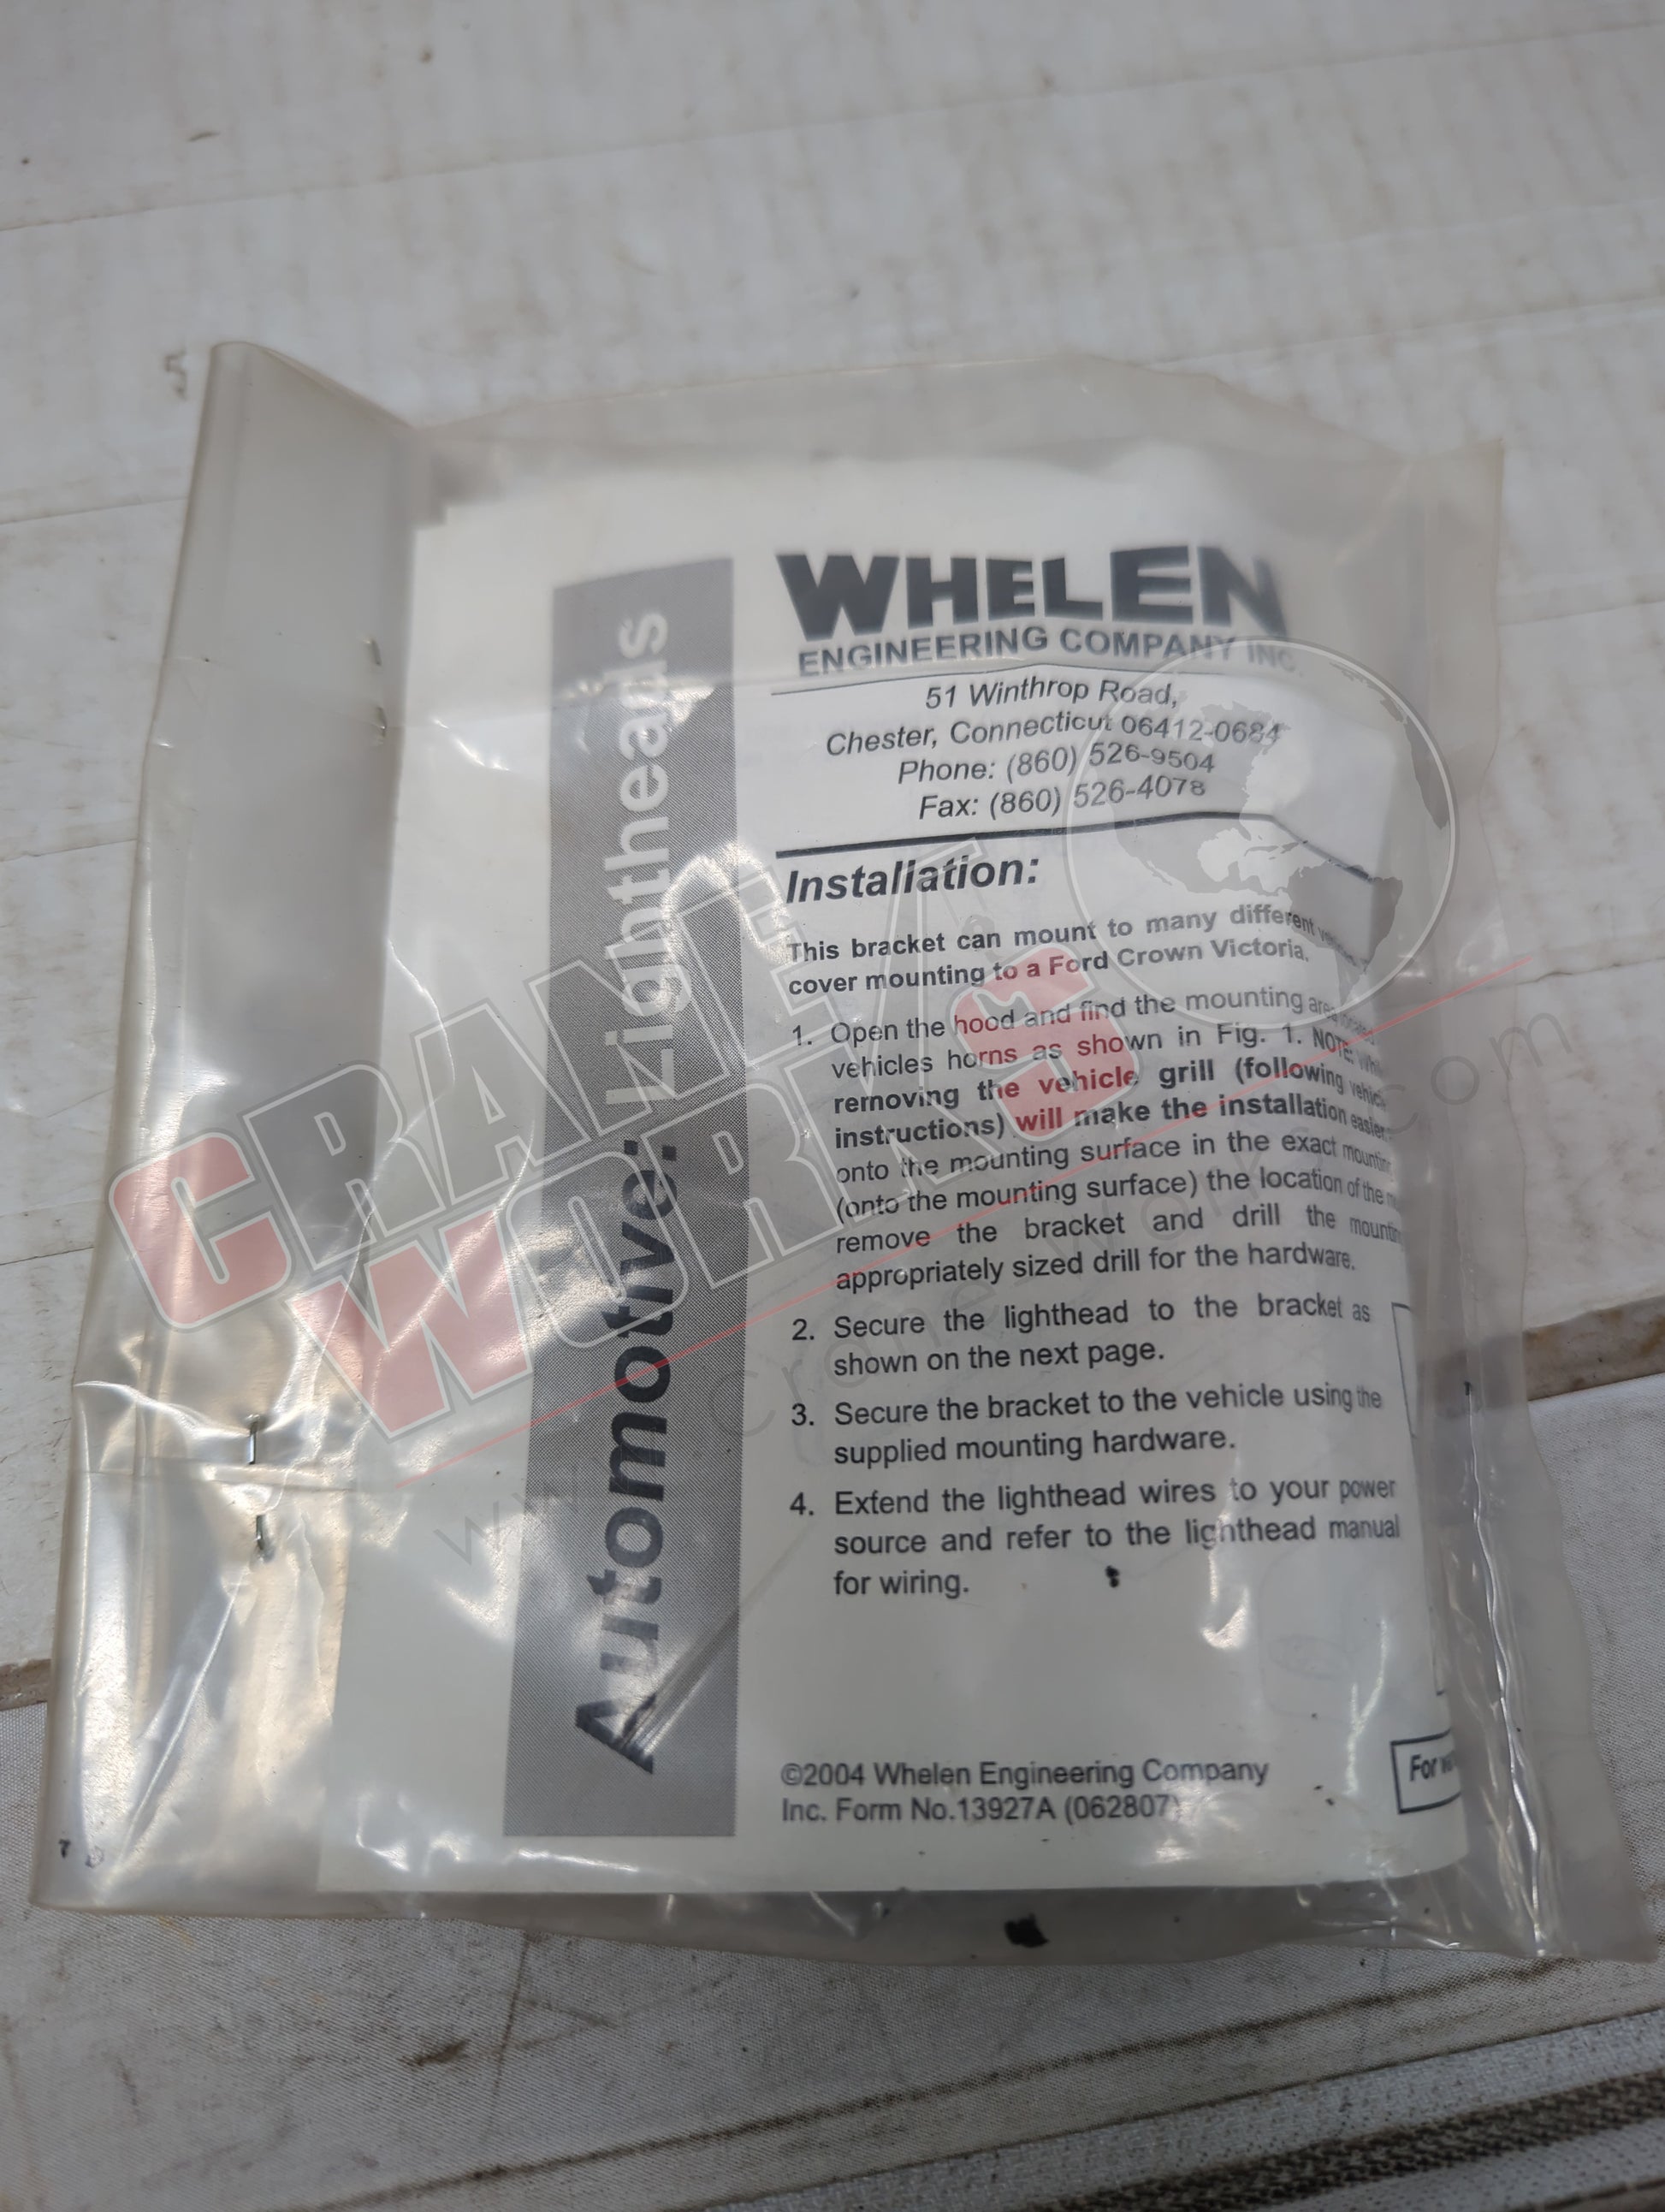 WHELEN
ENGINEERING COMPANY INC.
51 Winthrop Road,
Chester, Connecticut 06412-0684
Phone: (860) 526-9504
Fax: (860) 526-4078
Automotive: Lightheads
Installation:
This bracket can mount to many different
cover mounting to a Ford Crown Victoria.
1. Open the hood and find the mounting area
vehicles horns as shown in Fig. 1. NOTE: While
removing the vehicle grill (following vehicle
instructions) will make the installation easier.
onto the mounting surface in the exact mounting
(onto the mounting surface) the location of the
remove the bracket and drill the mounting
appropriately sized drill for the hardware.
2. Secure the lighthead to the bracket as
shown on the next page.
3. Secure the bracket to the vehicle using the
supplied mounting hardware.
4. Extend the lighthead wires to your power
source and refer to the lighthead manual
for wiring.
©2004 Whelen Engineering Company
Inc. Form No.13927A (062807)
For
CRANE
WORKS